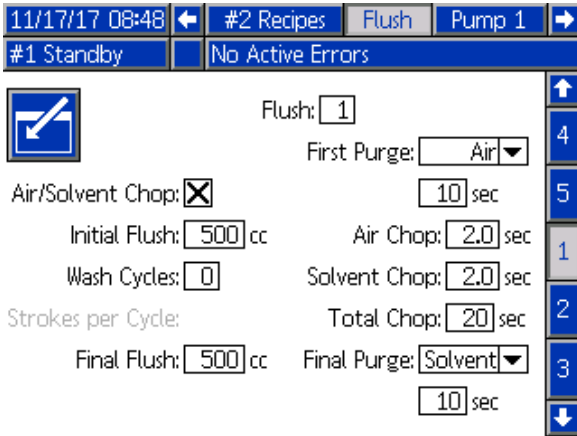 11/17/17 08:48 #2 Recipes Flush Pump 1
#1 Standby No Active Errors
Flush: 1
First Purge: Air
Air/Solvent Chop: 10 sec
Initial Flush: 500 cc Air Chop: 2.0 sec
Wash Cycles: 0 Solvent Chop: 2.0 sec
Strokes per Cycle: Total Chop: 20 sec
Final Flush: 500 cc Final Purge: Solvent
10 sec
4
5
1
2
3